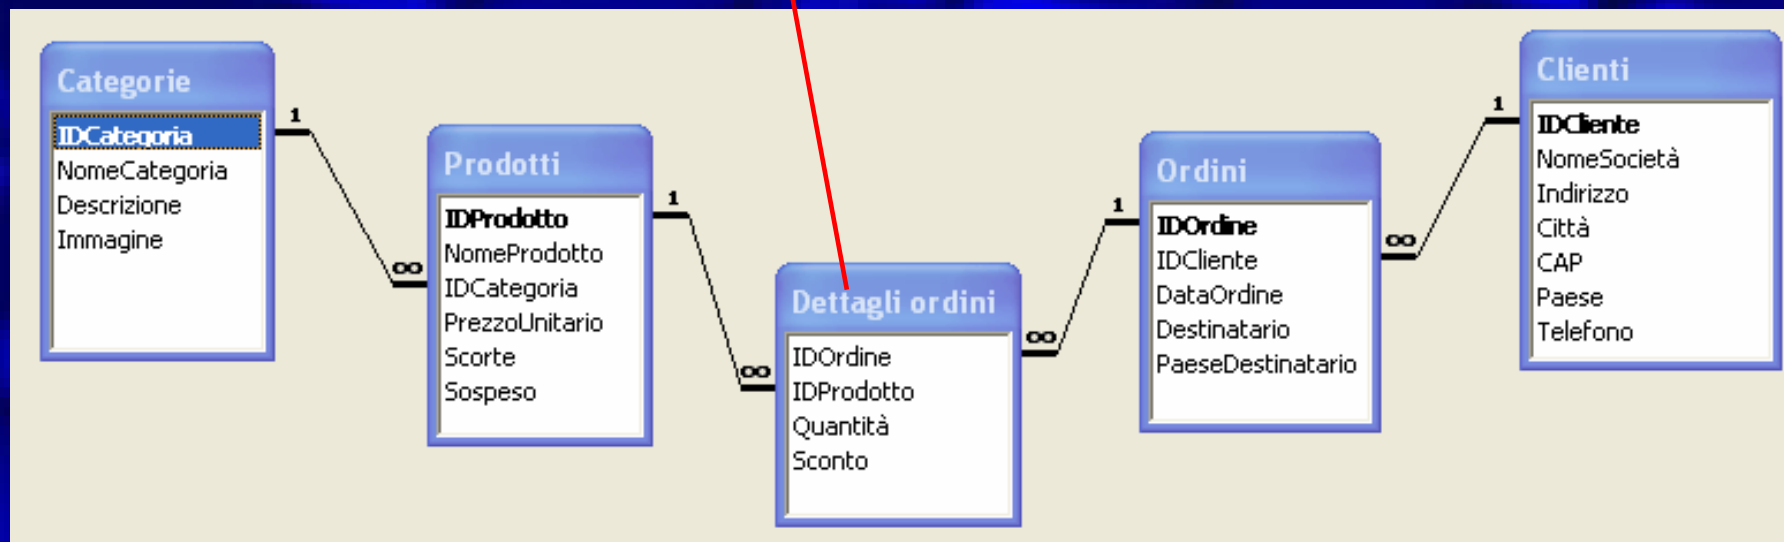 Categorie
IDCategoria
NomeCategoria
Descrizione
Immagine
1
∞
Prodotti
IDProdotto
NomeProdotto
IDCategoria
PrezzoUnitario
Scorte
Sospeso
1
∞
Dettagli ordini
IDOrdine
IDProdotto
Quantità
Sconto
∞
1
Ordini
IDOrdine
IDCliente
DataOrdine
Destinatario
PaeseDestinatario
∞
1
Clienti
IDCliente
NomeSocietà
Indirizzo
Città
CAP
Paese
Telefono